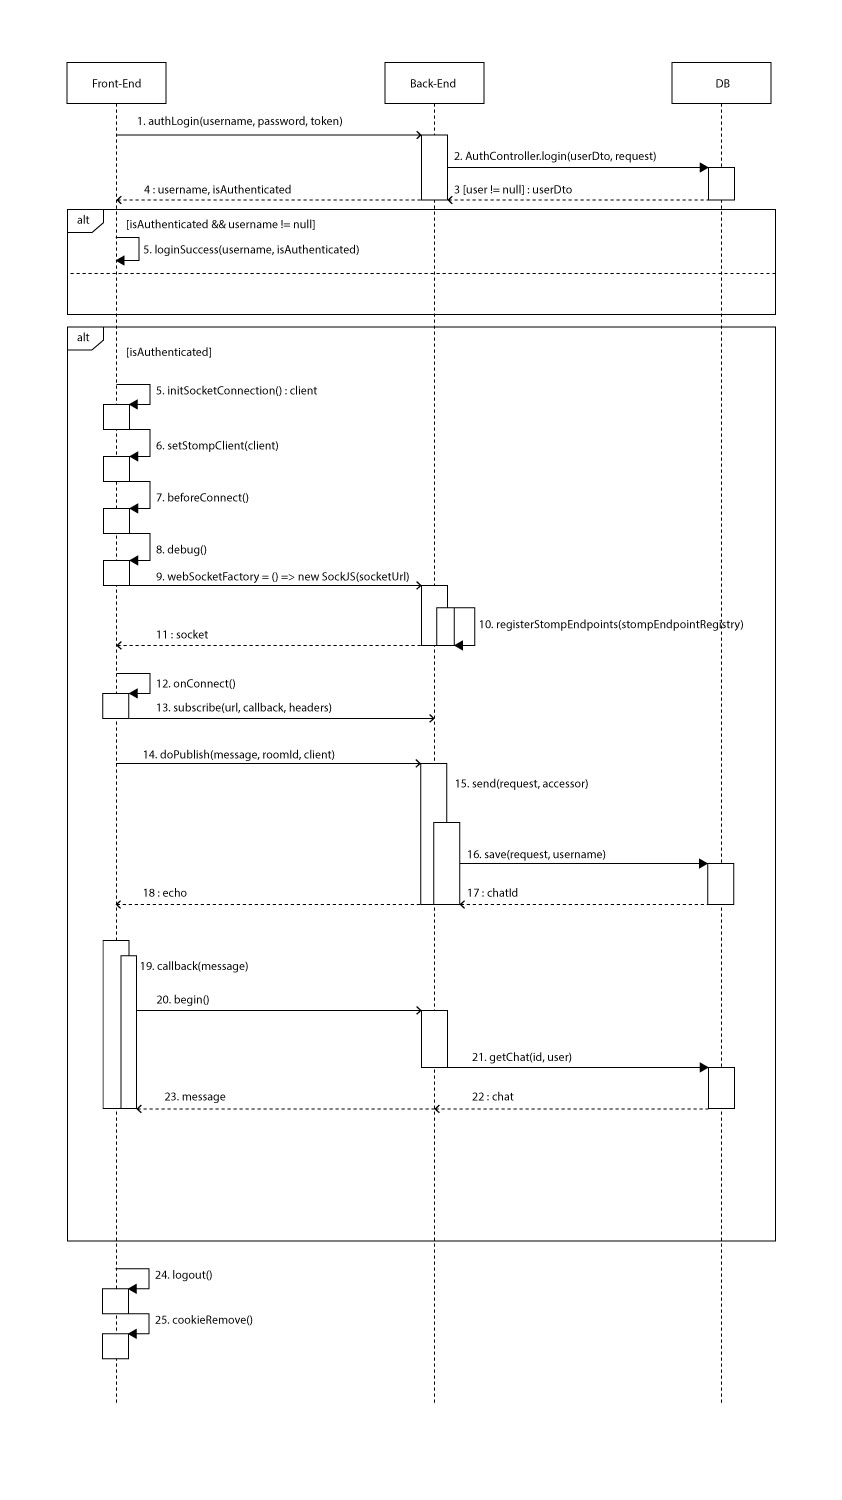 Front-End
Back-End
DB
1. authLogin(username, password, token)
2. AuthController.login(userDto, request)
4 : username, isAuthenticated
3 [user != null] : userDto
alt
[isAuthenticated && username != null]
5. loginSuccess(username, isAuthenticated)
alt
[isAuthenticated]
5. initSocketConnection() : client
6. setStompClient(client)
7. beforeConnect()
8. debug()
9. webSocketFactory = () => new SockJS(socketUrl)
10. registerStompEndpoints(stompEndpointRegistry)
11 : socket
12. onConnect()
13. subscribe(url, callback, headers)
14. doPublish(message, roomId, client)
15. send(request, accessor)
16. save(request, username)
18 : echo
17 : chatId
19. callback(message)
20. begin()
21. getChat(id, user)
23. message
22 : chat
24. logout()
25. cookieRemove()